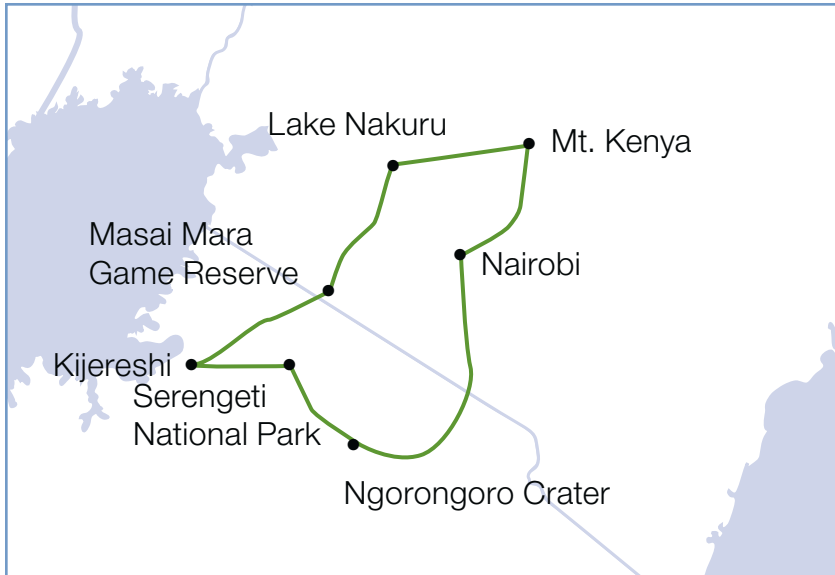 Lake Nakuru
Mt. Kenya
Masai Mara
Game Reserve
Nairobi
Kijereshi
Serengeti
National Park
Ngorongoro Crater